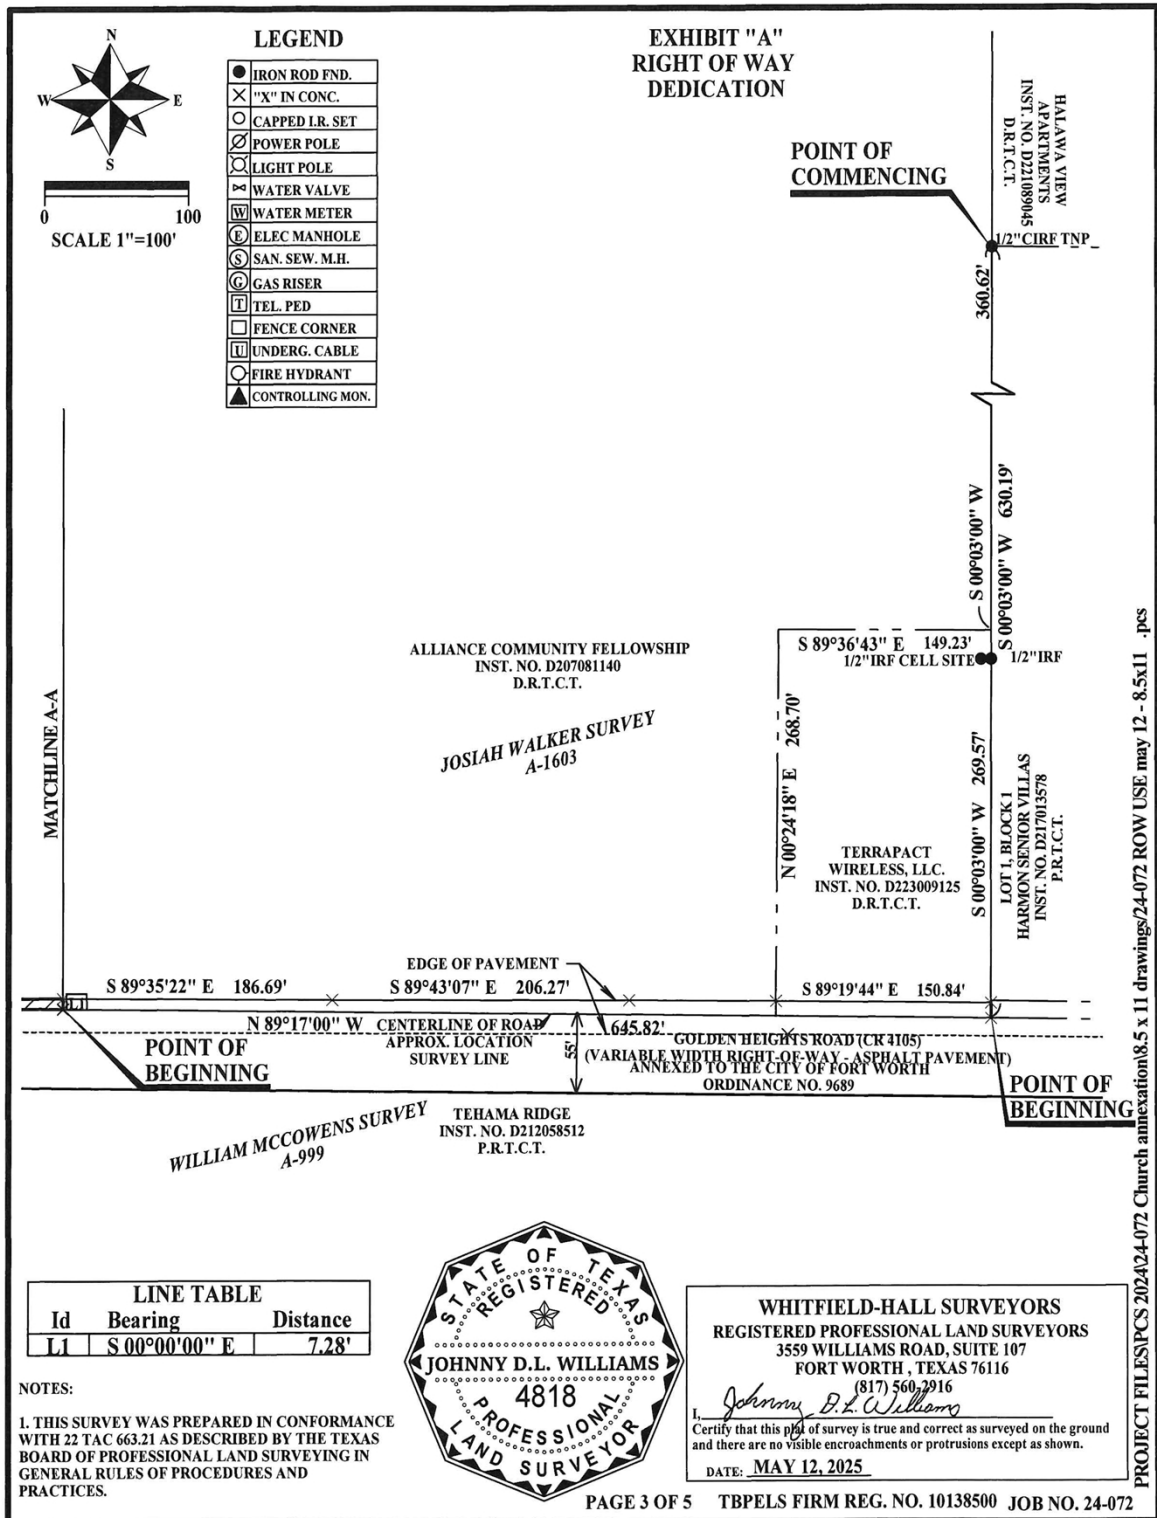 EXHIBIT "A"
RIGHT OF WAY
DEDICATION
N
W
E
S
0
100
SCALE 1"=100'
LEGEND
IRON ROD FND.
"X" IN CONC.
CAPPED I.R. SET
POWER POLE
LIGHT POLE
WATER VALVE
W WATER METER
E ELEC MANHOLE
S SAN. SEW. M.H.
G GAS RISER
T TEL. PED
FENCE CORNER
U UNDERG. CABLE
FIRE HYDRANT
CONTROLLING MON.
POINT OF
COMMENCING
HALAWA VIEW
APARTMENTS
INST. NO. D221089045
D.R.T.C.T.
1/2"CIRF TNP
360.62'
S 00°03'00" W
S 00°03'00" W 630.19'
S 89°36'43" E 149.23'
1/2"IRF CELL SITE
1/2"IRF
ALLIANCE COMMUNITY FELLOWSHIP
INST. NO. D207081140
D.R.T.C.T.
JOSIAH WALKER SURVEY
A-1603
MATCHLINE A-A
N 00°24'18" E 268.70'
S 00°03'00" W 269.57'
TERRAPACT
WIRELESS, LLC.
INST. NO. D223009125
D.R.T.C.T.
LOT 1, BLOCK 1
HARMON SENIOR VILLAS
INST. NO. D217013578
P.R.T.C.T.
EDGE OF PAVEMENT
S 89°35'22" E 186.69'
S 89°43'07" E 206.27'
S 89°19'44" E 150.84'
L1
N 89°17'00" W
645.82'
CENTERLINE OF ROAD
APPROX. LOCATION
SURVEY LINE
55'
GOLDEN HEIGHTS ROAD (CR 4105)
(VARIABLE WIDTH RIGHT-OF-WAY - ASPHALT PAVEMENT)
ANNEXED TO THE CITY OF FORT WORTH
ORDINANCE NO. 9689
POINT OF
BEGINNING
POINT OF
BEGINNING
WILLIAM MCCOWENS SURVEY
A-999
TEHAMA RIDGE
INST. NO. D212058512
P.R.T.C.T.
LINE TABLE
Id Bearing Distance
L1 S 00°00'00" E 7.28'
NOTES:
1. THIS SURVEY WAS PREPARED IN CONFORMANCE
WITH 22 TAC 663.21 AS DESCRIBED BY THE TEXAS
BOARD OF PROFESSIONAL LAND SURVEYING IN
GENERAL RULES OF PROCEDURES AND
PRACTICES.
STATE OF TEXAS
REGISTERED
JOHNNY D.L. WILLIAMS
4818
PROFESSIONAL
LAND SURVEYOR
WHITFIELD-HALL SURVEYORS
REGISTERED PROFESSIONAL LAND SURVEYORS
3559 WILLIAMS ROAD, SUITE 107
FORT WORTH , TEXAS 76116
(817) 560-2916
I, Johnny D.L. Williams
Certify that this plat of survey is true and correct as surveyed on the ground
and there are no visible encroachments or protrusions except as shown.
DATE: MAY 12, 2025
PAGE 3 OF 5 TBPELS FIRM REG. NO. 10138500 JOB NO. 24-072
PROJECT FILES\PCS 2024\24-072 Church annexation\8.5 x 11 drawings/24-072 ROW USE may 12 - 8.5x11 .pcs